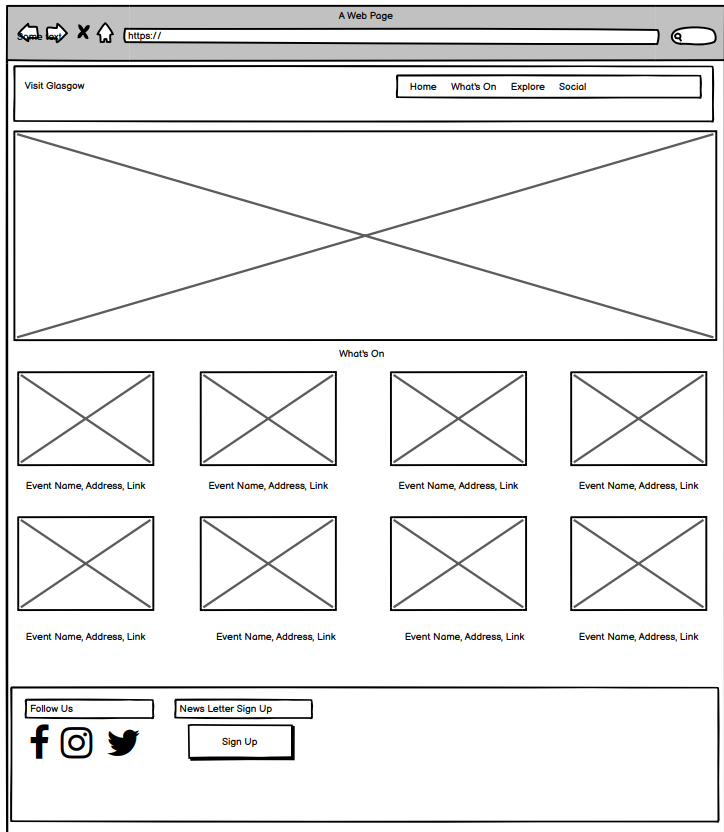 A Web Page
Some text
https://
Visit Glasgow
Home What's On Explore Social
What's On
Event Name, Address, Link Event Name, Address, Link Event Name, Address, Link Event Name, Address, Link
Event Name, Address, Link Event Name, Address, Link Event Name, Address, Link Event Name, Address, Link
Follow Us News Letter Sign Up
Sign Up